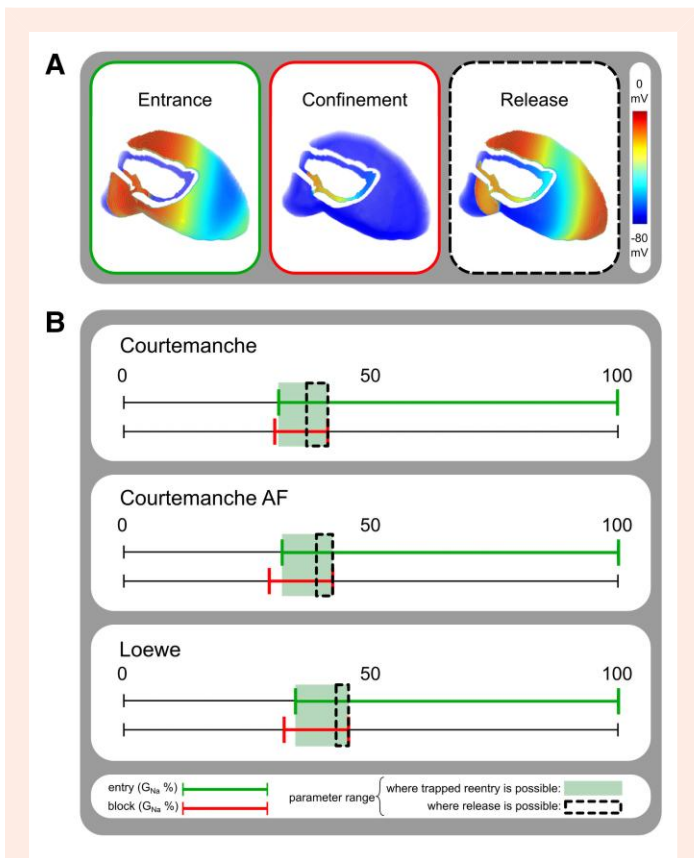 A
Entrance
Confinement
Release
0
mV
-80
mV
B
Courtemanche
0 50 100
Courtemanche AF
0 50 100
Loewe
0 50 100
entry (GNa %)
block (GNa %)
parameter range
where trapped reentry is possible:
where release is possible: